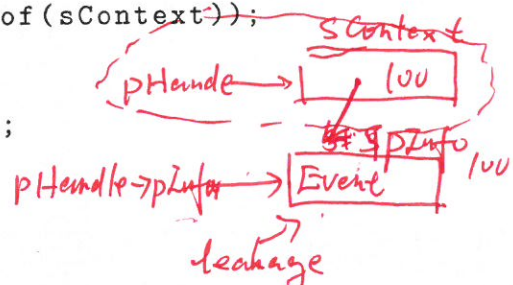 of(sContext));
sContext
pHandle 100
;
pInfo 100
pHandle->pInfo Event
leakage